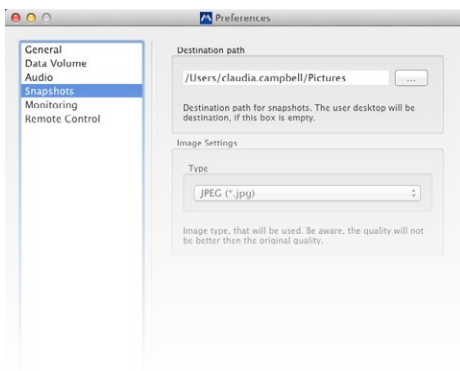 Preferences
General
Data Volume
Audio
Snapshots
Monitoring
Remote Control
Destination path
/Users/claudia.campbell/Pictures
...
Destination path for snapshots. The user desktop will be
destination, if this box is empty.
Image Settings
Type
JPEG (*.jpg)
Image type, that will be used. Be aware, the quality will not
be better then the original quality.